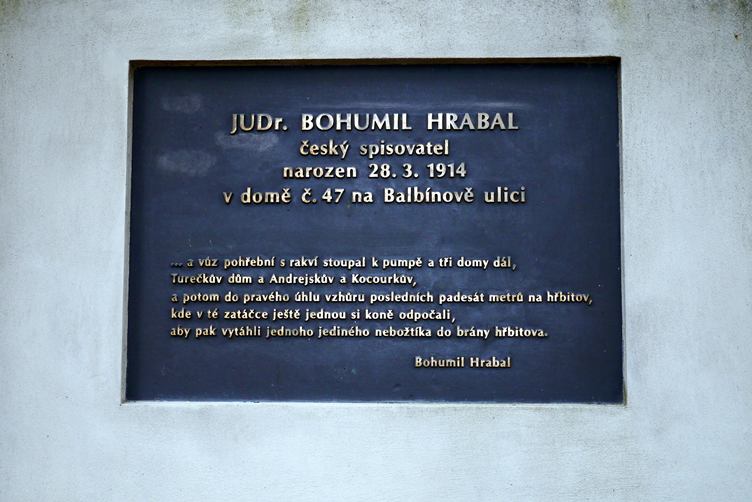 JUDr. BOHUMIL HRABAL
český spisovatel
narozen 28. 3. 1914
v domě č. 47 na Balbínově ulici
... a vůz pohřební s rakví stoupal k pumpě a tři domy dál,
Turečkův dům a Andrejskův a Kocourkův,
a potom do pravého úhlu vzhůru posledních padesát metrů na hřbitov,
kde v té zatáčce ještě jednou si koně odpočali,
aby pak vytáhli jednoho jediného nebožtíka do brány hřbitova.
Bohumil Hrabal